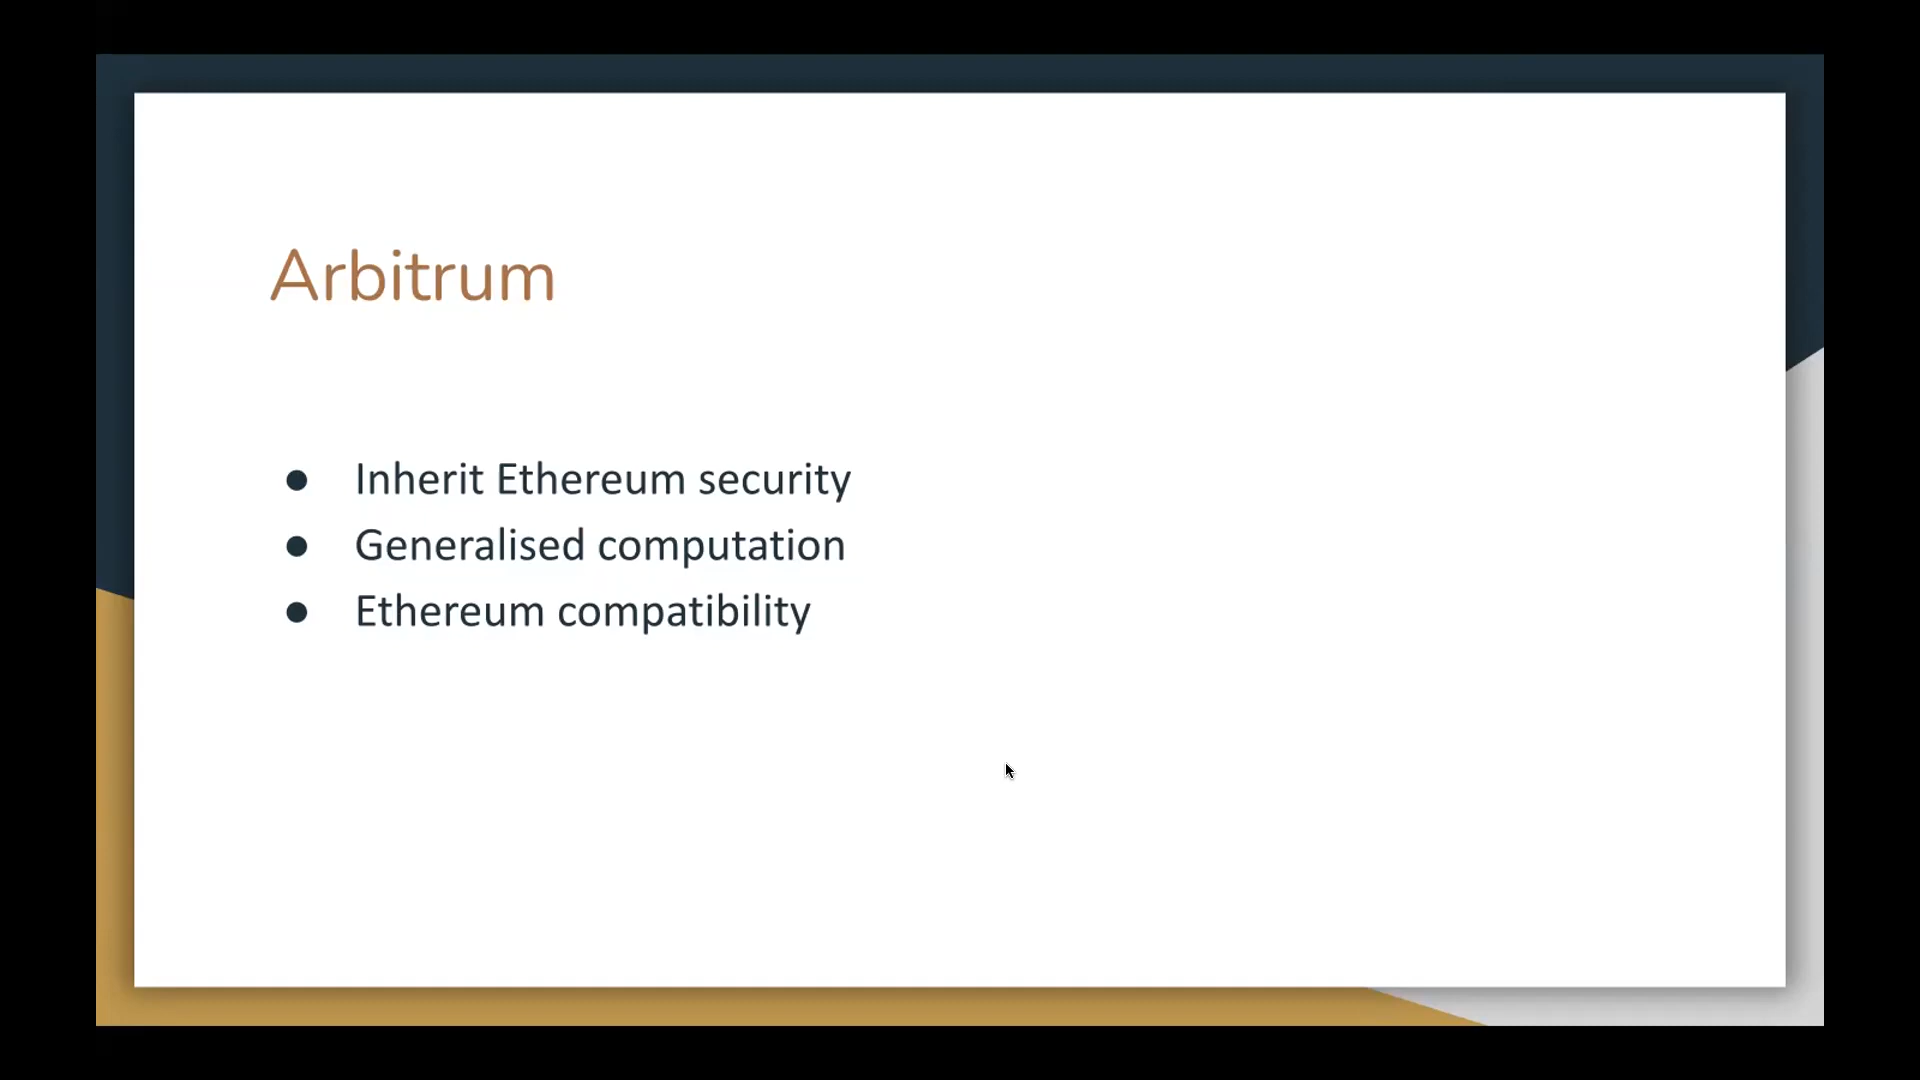 Arbitrum
● Inherit Ethereum security
● Generalised computation
● Ethereum compatibility